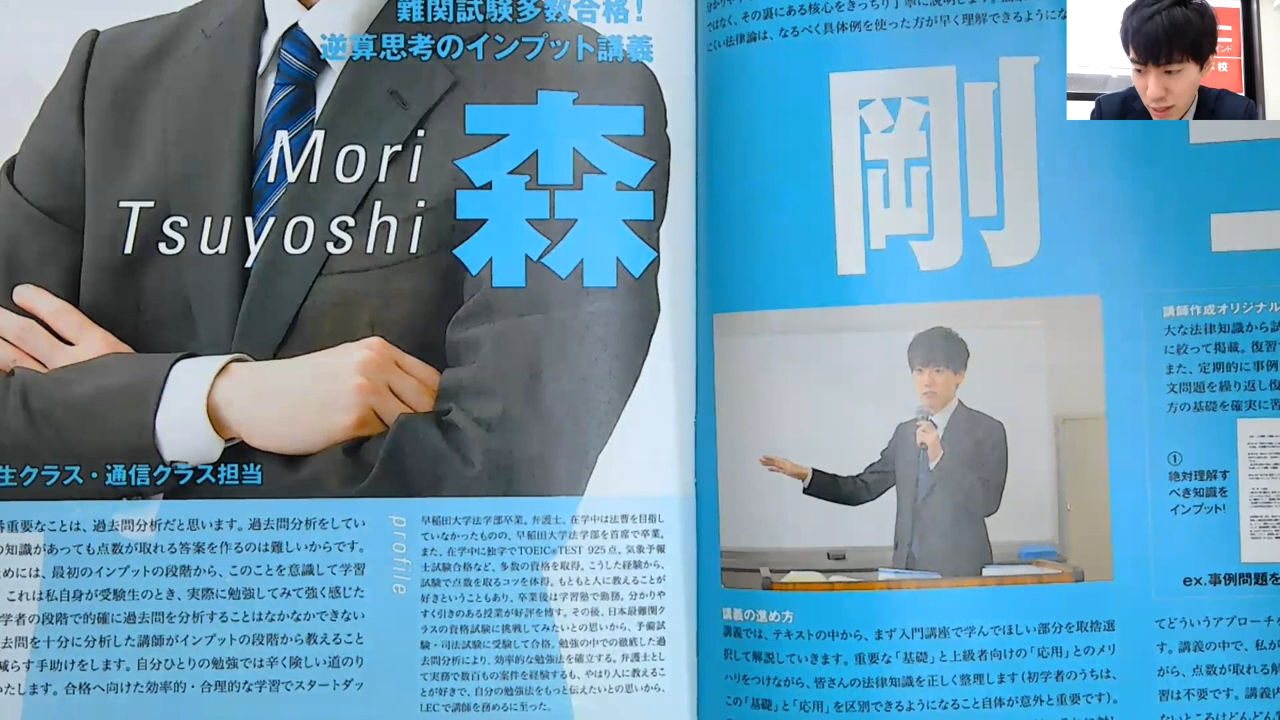 難関試験多数合格!
逆算思考のインプット講義
Mori
Tsuyoshi
森
生クラス・通信クラス担当
重要なことは、過去問分析だと思います。過去問分析をしてい
の知識があっても点数が取れる答案を作るのは難しいからです。
めには、最初のインプットの段階から、このことを意識して学習
これは私自身が受験生のとき、実際に勉強してみて強く感じた
学者の段階で的確に過去問を分析することはなかなかできない
去問を十分に分析した講師がインプットの段階から教えること
減らす手助けをします。自分ひとりの勉強では辛く険しい道のり
たします。合格へ向けた効率的・合理的な学習でスタートダッ
profile
早稲田大学法学部卒業。弁護士。在学中は法曹を目指し
ていなかったものの、早稲田大学法学部を首席で卒業。
また、在学中に独学でTOEIC®TEST 925点、気象予報
士試験合格など、多数の資格を取得。こうした経験から、
試験で点数を取るコツを体得。もともと人に教えることが
好きということもあり、卒業後は学習塾で勤務。分かりや
すく引きのある授業が好評を博す。その後、日本最難関ク
ラスの資格試験に挑戦してみたいとの思いから、予備試
験・司法試験に受験して合格。勉強の中での徹底した過
去問分析により、効率的な勉強法を確立する。弁護士とし
て実務で数百もの案件を経験するも、やはり人に教えるこ
とが好きで、自分の勉強法をもっと伝えたいとの思いから、
LECで講師を務めるに至った。
ではなく、その裏にある核心をきっちり丁寧に説明します。
にくい法律論は、なるべく具体例を使った方が早く理解できるようにな
剛
講義の進め方
講義では、テキストの中から、まず入門講座で学んでほしい部分を取捨選
択して解説していきます。重要な「基礎」と上級者向けの「応用」とのメリ
ハリをつけながら、皆さんの法律知識を正しく整理します(初学者のうちは、
この「基礎」と「応用」を区別できるようになること自体が意外と重要です)。
講師作成オリジナル
大な法律知識から試
に絞って掲載。復習
また、定期的に事例
文問題を繰り返し復
方の基礎を確実に習
①
絶対理解す
べき知識を
インプット!
ex.事例問題を
てどういうアプローチを
す。講義の中で、私が
がら、点数が取れる解
習は不要です。講義内
ないところはどんどん